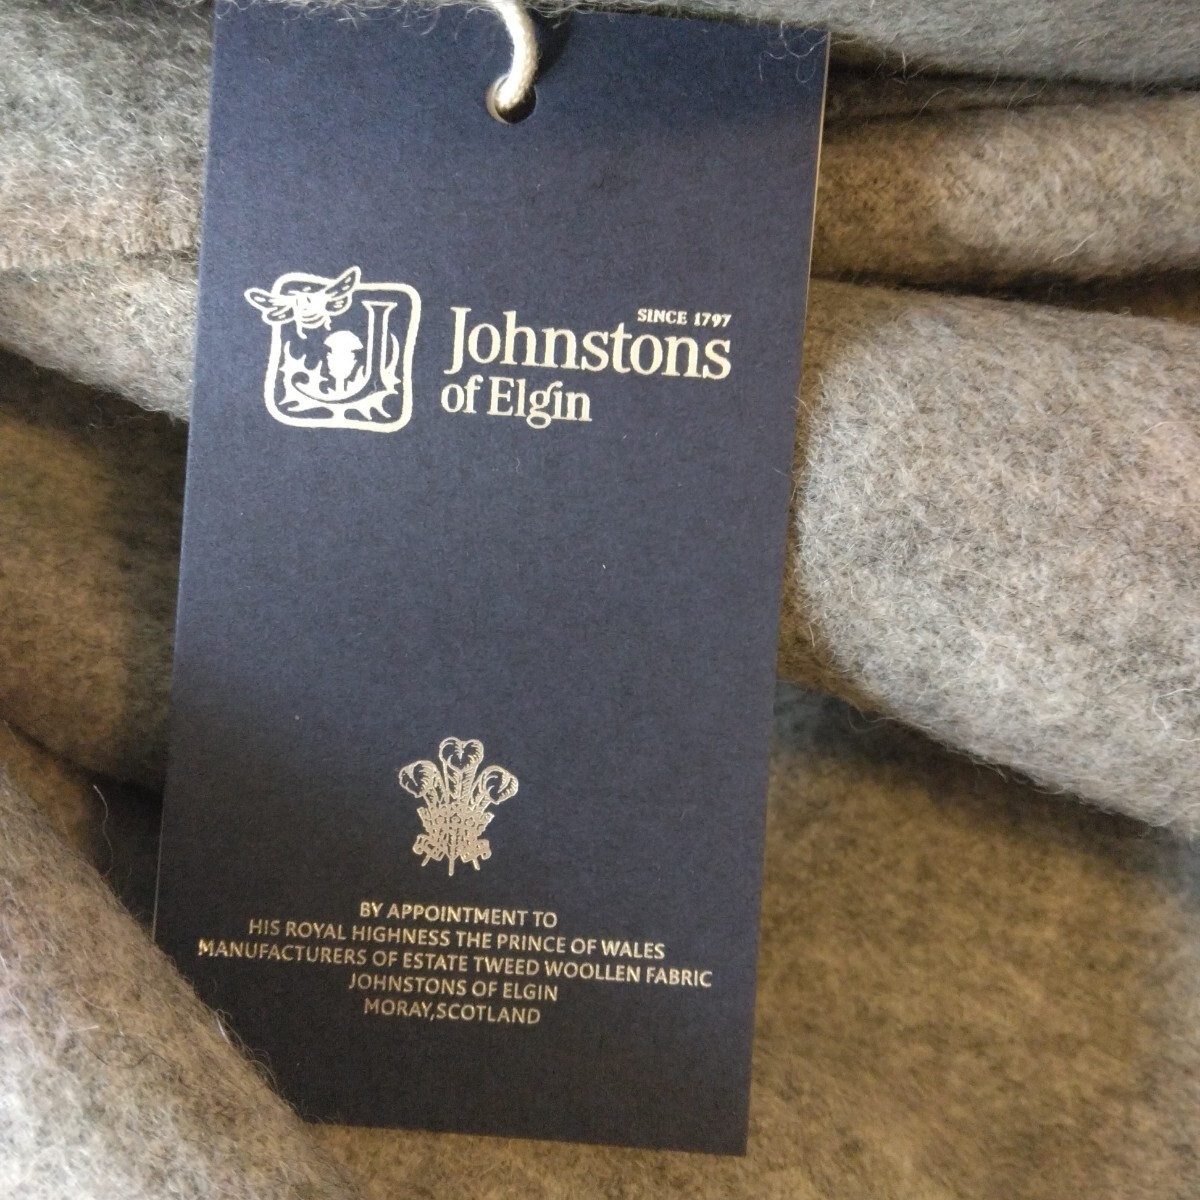 SINCE 1797
Johnstons
of Elgin
BY APPOINTMENT TO
HIS ROYAL HIGHNESS THE PRINCE OF WALES
MANUFACTURERS OF ESTATE TWEED WOOLLEN FABRIC
JOHNSTONS OF ELGIN
MORAY,SCOTLAND